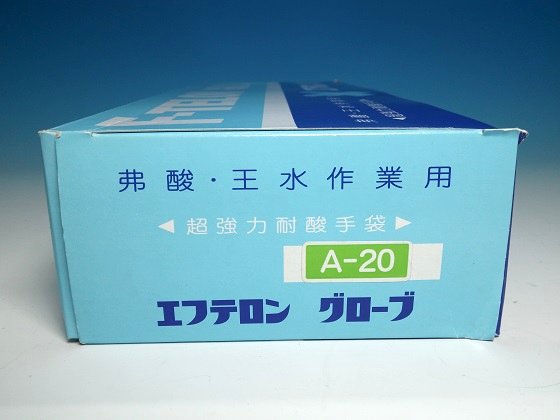 弗酸・王水作業用
◀超強力耐酸手袋▶
A-20
エフテロン グローブ